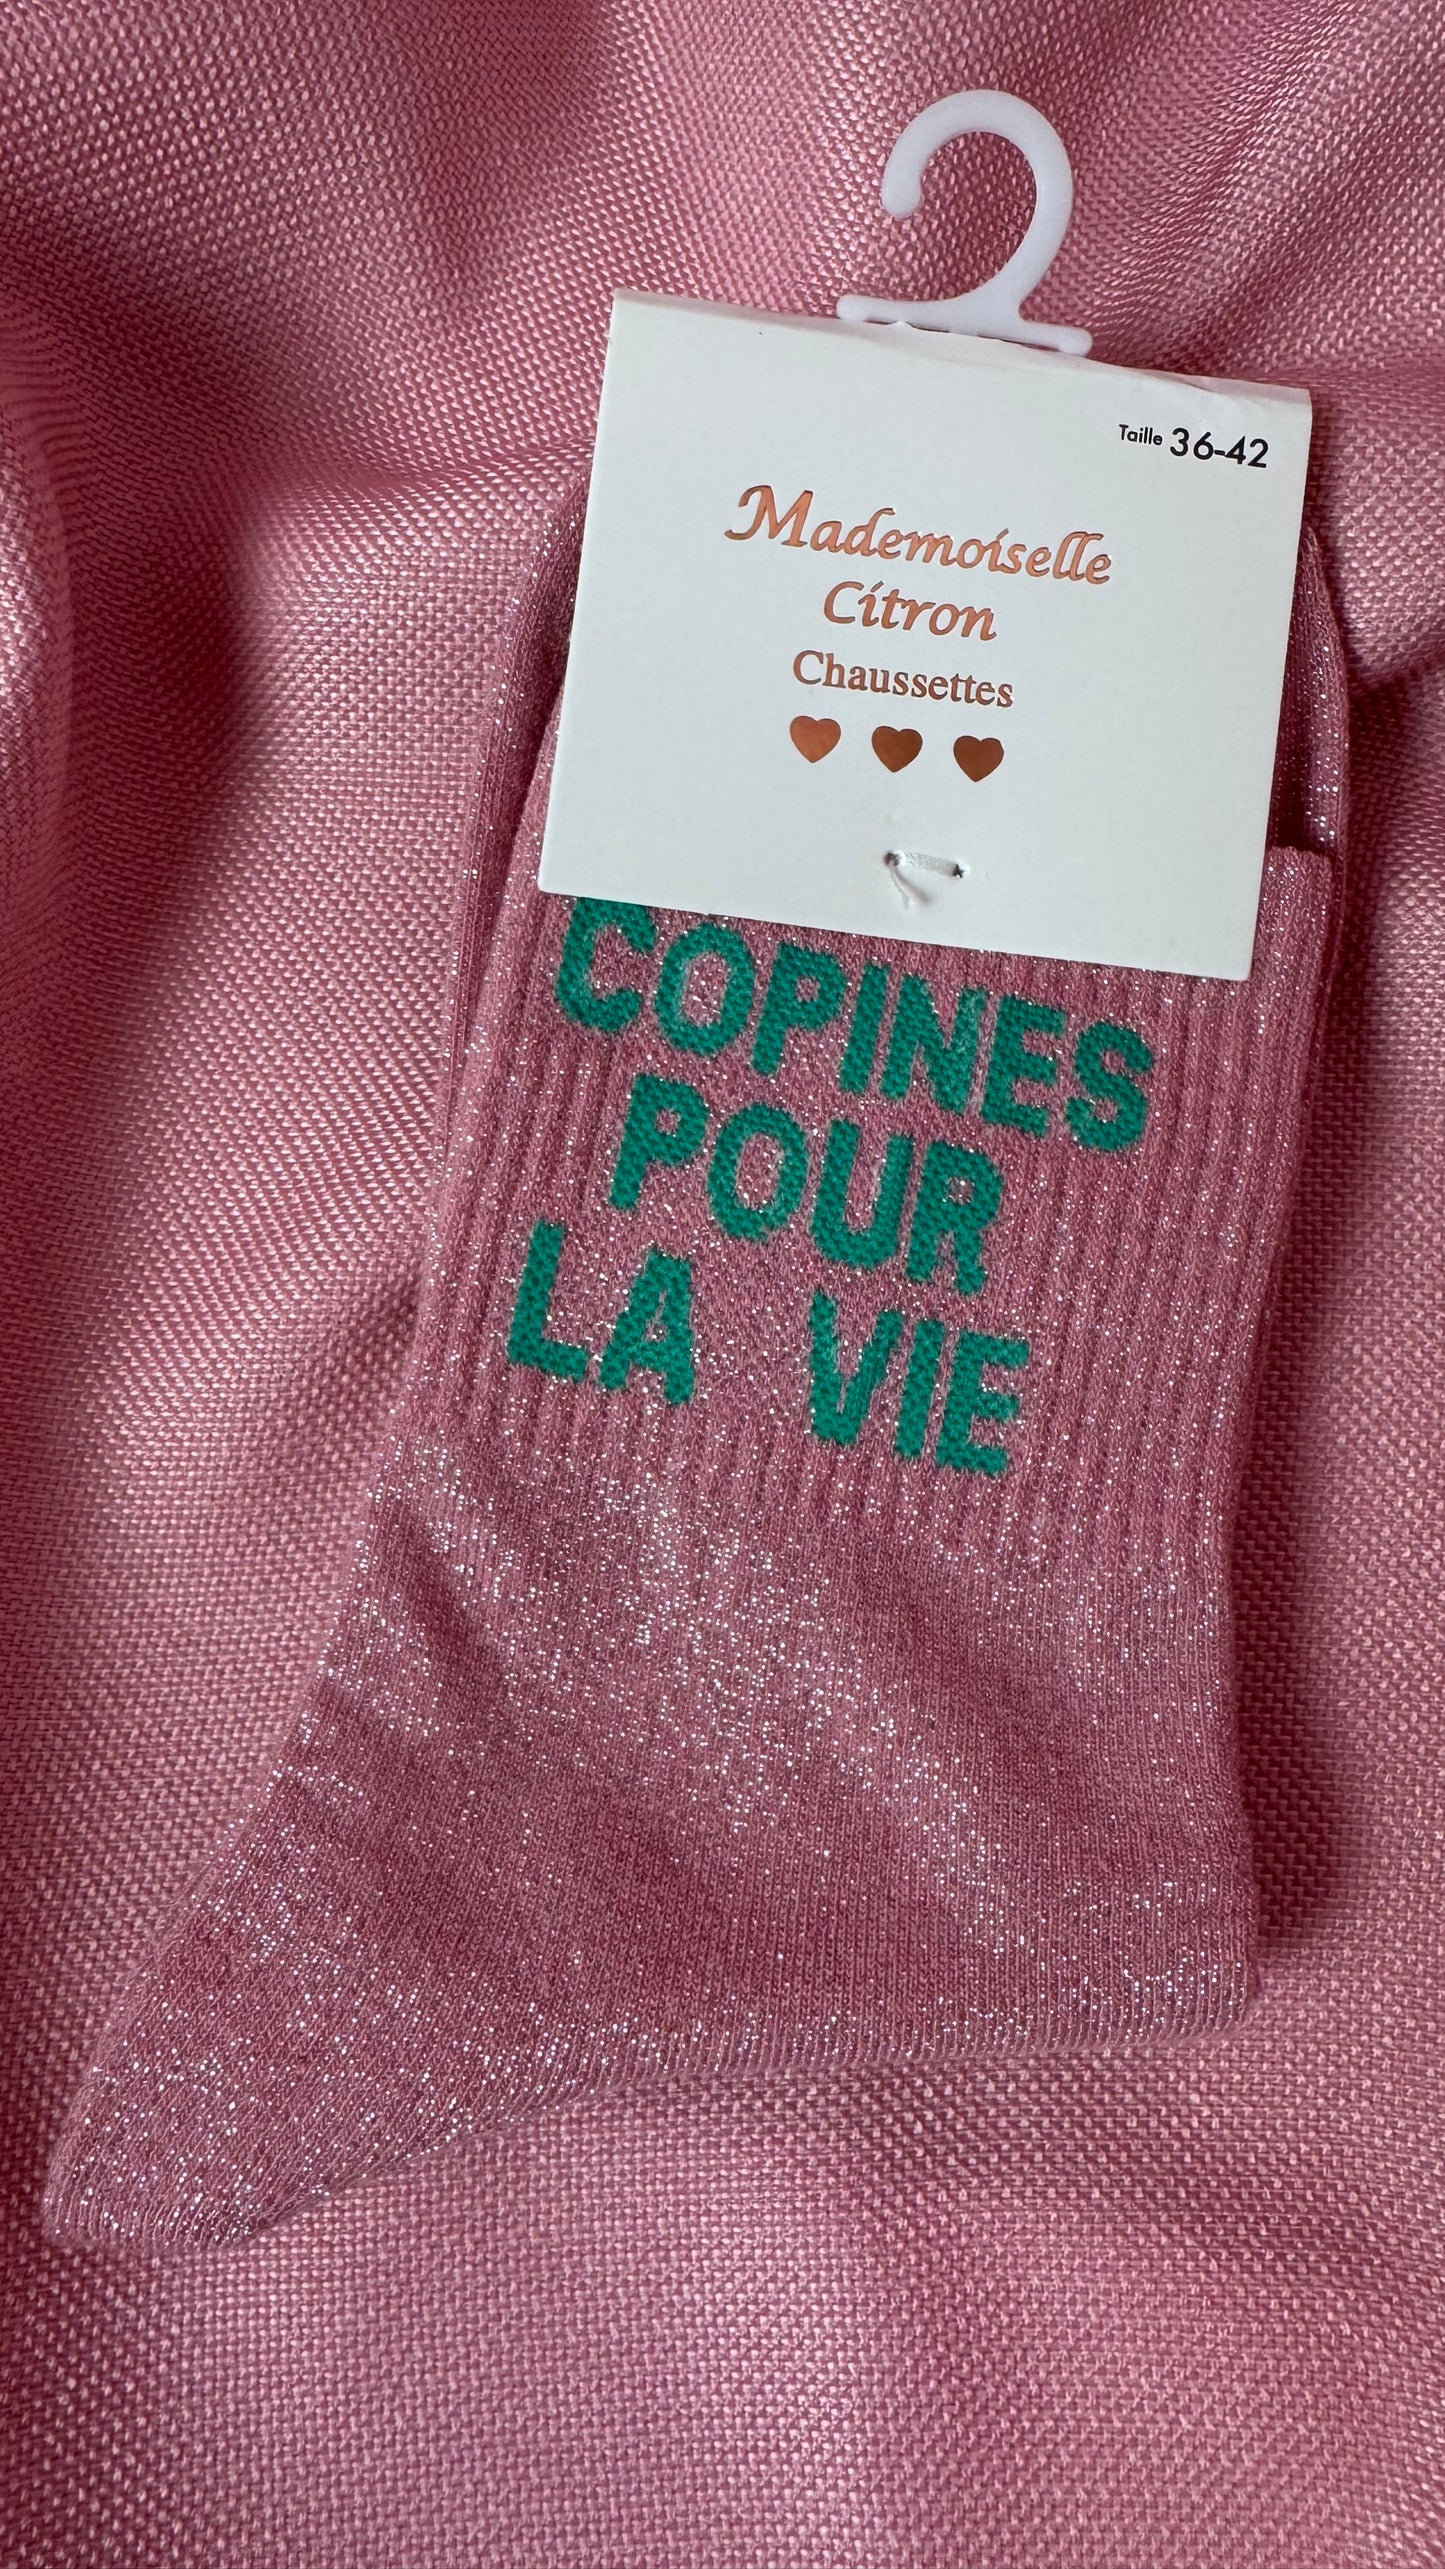 Taille 36-42
Mademoiselle
Citron
Chaussettes
COPINES
POUR
LA VIE